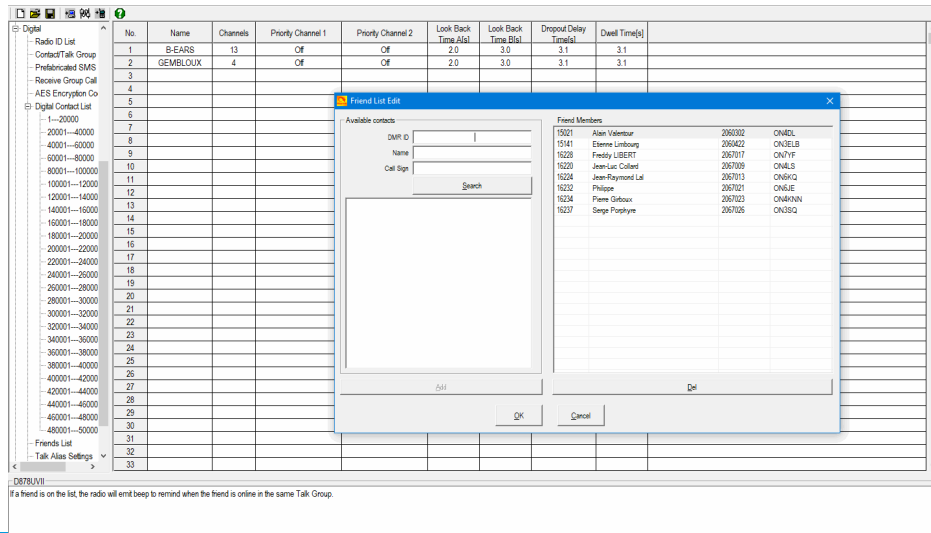 Digital
Radio ID List
Contact/Talk Group
Prefabricated SMS
Receive Group Call
AES Encryption Co
Digital Contact List
1---20000
20001---40000
40001---60000
60001---80000
80001---100000
100001---12000
120001---14000
140001---16000
160001---18000
180001---20000
200001---22000
220001---24000
240001---26000
260001---28000
280001---30000
300001---32000
320001---34000
340001---36000
360001---38000
380001---40000
400001---42000
420001---44000
440001---46000
460001---48000
480001---50000
Friends List
Talk Alias Settings
No. Name Channels Priority Channel 1 Priority Channel 2 Look Back Time A[s] Look Back Time B[s] Dropout Delay Time[s] Dwell Time[s]
1 B-EARS 13 Off Off 2.0 3.0 3.1 3.1
2 GEMBLOUX 4 Off Off 2.0 3.0 3.1 3.1
3
4
5
6
7
8
9
10
11
12
13
14
15
16
17
18
19
20
21
22
23
24
25
26
27
28
29
30
31
32
33
Friend List Edit
Available contacts
DMR ID
Name
Call Sign
Search
Add
Friend Members
15021 Alain Valentour 2060302 ON4DL
15141 Etienne Limbourg 2060422 ON3ELB
16228 Freddy LIBERT 2067017 ON7YF
16220 Jean-Luc Collard 2067009 ON4LS
16224 Jean-Raymond Lal 2067013 ON6KQ
16232 Philippe 2067021 ON6JE
16234 Pierre Girboux 2067023 ON4KNN
16237 Serge Porphyre 2067026 ON3SQ
Del
OK
Cancel
D878UVII
If a friend is on the list, the radio will emit beep to remind when the friend is online in the same Talk Group.